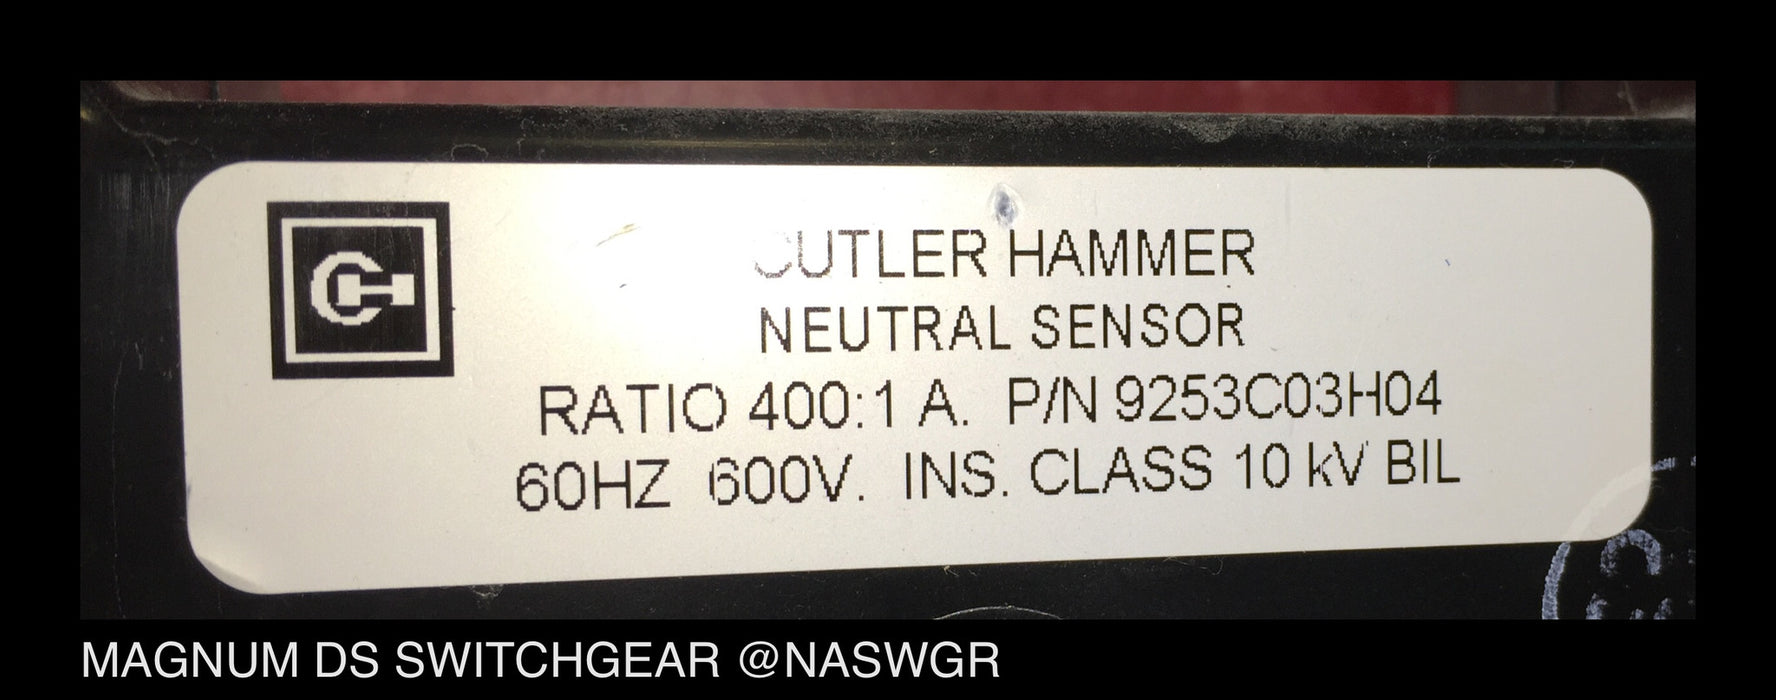 CUTLER HAMMER
NEUTRAL SENSOR
RATIO 400:1 A. P/N 9253C03H04
60HZ 600V. INS. CLASS 10 kV BIL
MAGNUM DS SWITCHGEAR @NASWGR